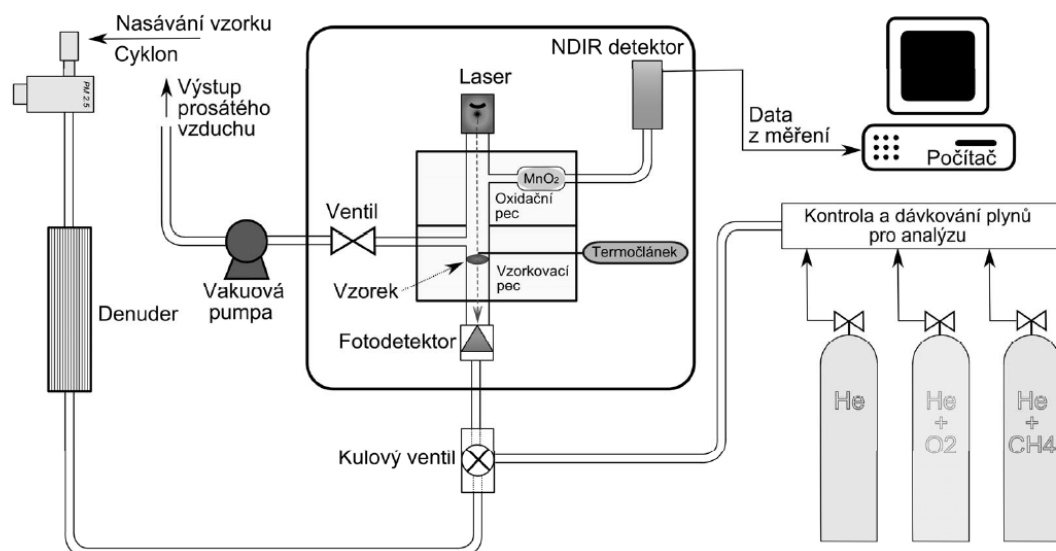 Nasávání vzorku
Cyklon
PM 2.5
Výstup
prosátého
vzduchu
Laser
NDIR detektor
Data
z měření
Počítač
MnO₂
Oxidační
pec
Ventil
Termočlánek
Vzorkovací
pec
Vzorek
Vakuová
pumpa
Denuder
Fotodetektor
Kulový ventil
Kontrola a dávkování plynů
pro analýzu
He
He
+
O2
He
+
CH4